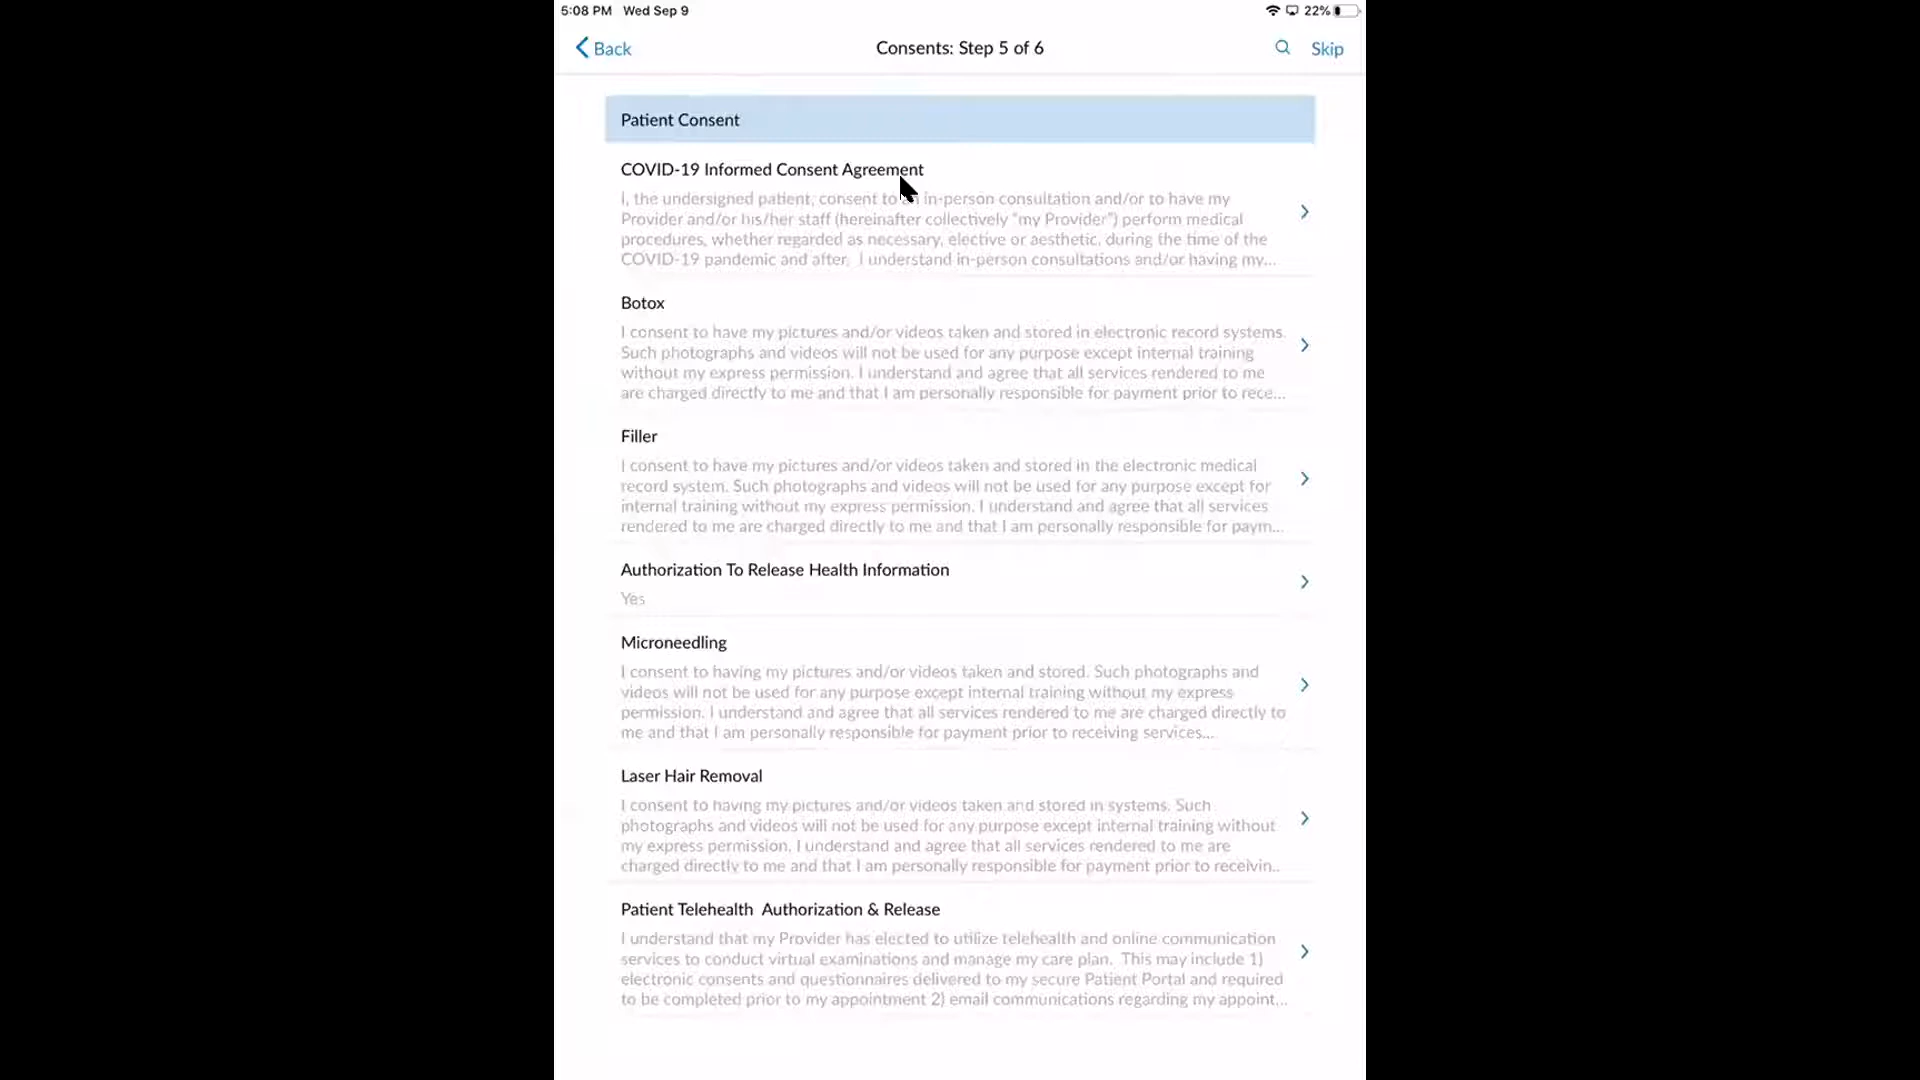 5:08 PM Wed Sep 9 22%
Back Consents: Step 5 of 6 Skip
Patient Consent
COVID-19 Informed Consent Agreement
I, the undersigned patient, consent to an in-person consultation and/or to have my
Provider and/or his/her staff (hereinafter collectively "my Provider") perform medical
procedures, whether regarded as necessary, elective or aesthetic, during the time of the
COVID-19 pandemic and after. I understand in-person consultations and/or having my...
Botox
I consent to have my pictures and/or videos taken and stored in electronic record systems.
Such photographs and videos will not be used for any purpose except internal training
without my express permission. I understand and agree that all services rendered to me
are charged directly to me and that I am personally responsible for payment prior to rece...
Filler
I consent to have my pictures and/or videos taken and stored in the electronic medical
record system. Such photographs and videos will not be used for any purpose except for
internal training without my express permission. I understand and agree that all services
rendered to me are charged directly to me and that I am personally responsible for paym...
Authorization To Release Health Information
Yes
Microneedling
I consent to having my pictures and/or videos taken and stored. Such photographs and
videos will not be used for any purpose except internal training without my express
permission. I understand and agree that all services rendered to me are charged directly to
me and that I am personally responsible for payment prior to receiving services...
Laser Hair Removal
I consent to having my pictures and/or videos taken and stored in systems. Such
photographs and videos will not be used for any purpose except internal training without
my express permission. I understand and agree that all services rendered to me are
charged directly to me and that I am personally responsible for payment prior to receivin..
Patient Telehealth Authorization & Release
I understand that my Provider has elected to utilize telehealth and online communication
services to conduct virtual examinations and manage my care plan. This may include 1)
electronic consents and questionnaires delivered to my secure Patient Portal and required
to be completed prior to my appointment 2) email communications regarding my appoint...